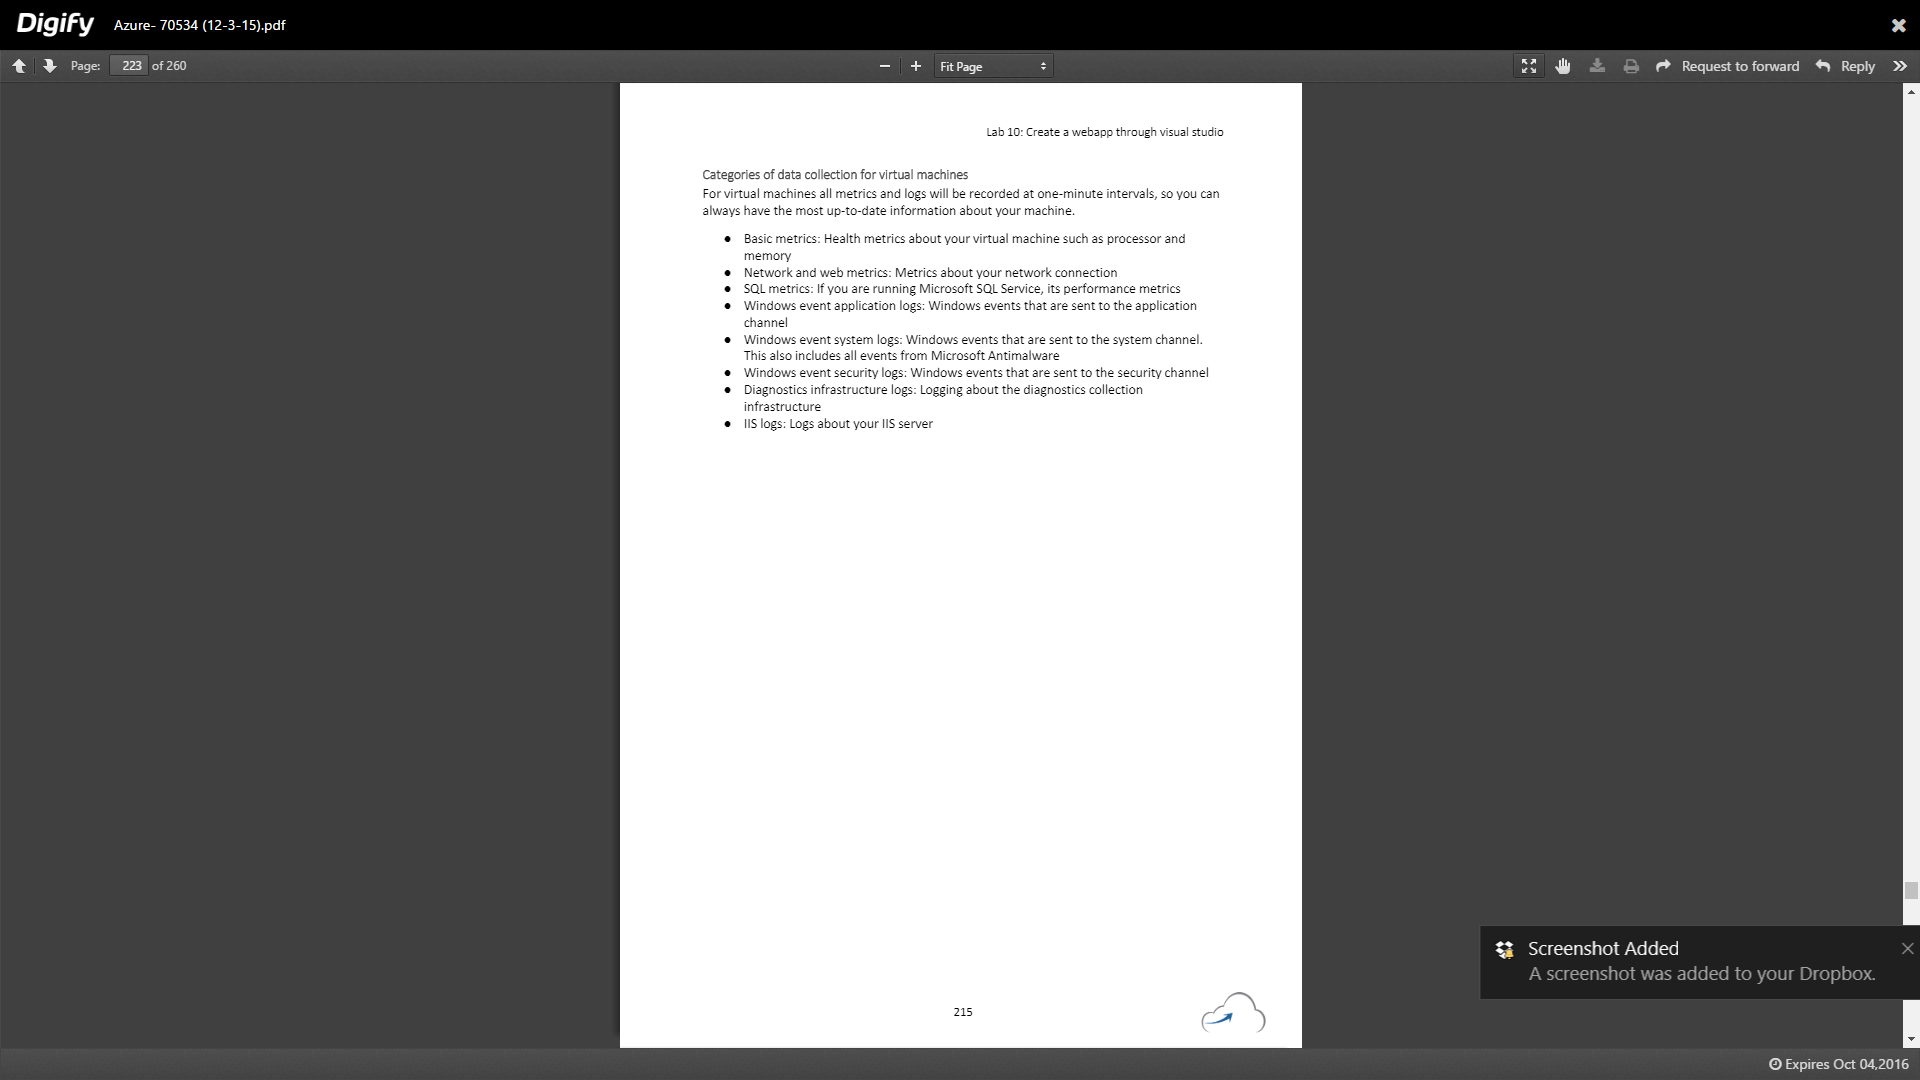 Digify Azure- 70534 (12-3-15).pdf
Page: 223 of 260 Fit Page Request to forward Reply
Lab 10: Create a webapp through visual studio
Categories of data collection for virtual machines
For virtual machines all metrics and logs will be recorded at one-minute intervals, so you can
always have the most up-to-date information about your machine.
● Basic metrics: Health metrics about your virtual machine such as processor and
memory
● Network and web metrics: Metrics about your network connection
● SQL metrics: If you are running Microsoft SQL Service, its performance metrics
● Windows event application logs: Windows events that are sent to the application
channel
● Windows event system logs: Windows events that are sent to the system channel.
This also includes all events from Microsoft Antimalware
● Windows event security logs: Windows events that are sent to the security channel
● Diagnostics infrastructure logs: Logging about the diagnostics collection
infrastructure
● IIS logs: Logs about your IIS server
Screenshot Added
A screenshot was added to your Dropbox.
215
Expires Oct 04,2016